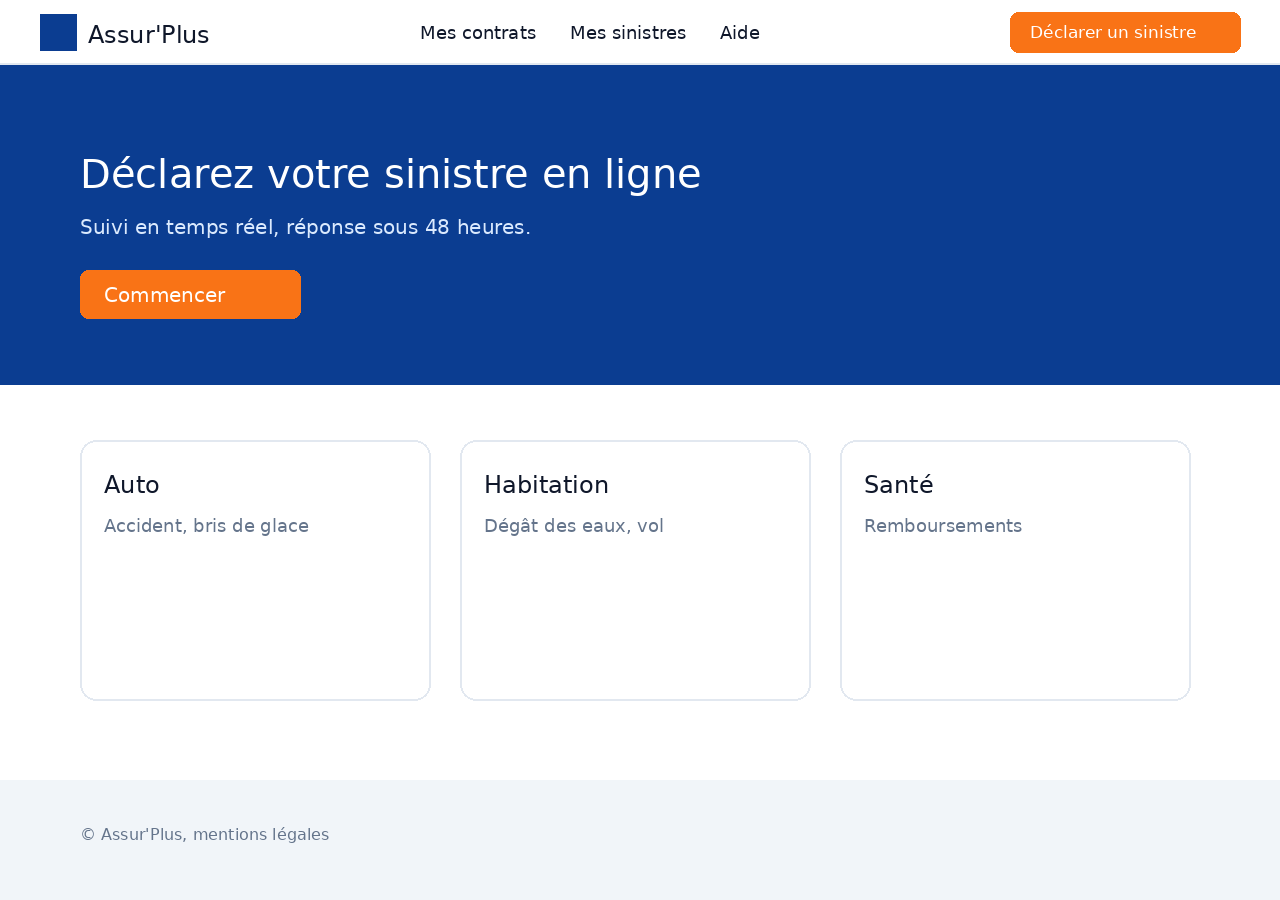 Assur'Plus
Mes contrats
Mes sinistres
Aide
Déclarer un sinistre
Déclarez votre sinistre en ligne
Suivi en temps réel, réponse sous 48 heures.
Commencer
Auto
Accident, bris de glace
Habitation
Dégât des eaux, vol
Santé
Remboursements
© Assur'Plus, mentions légales